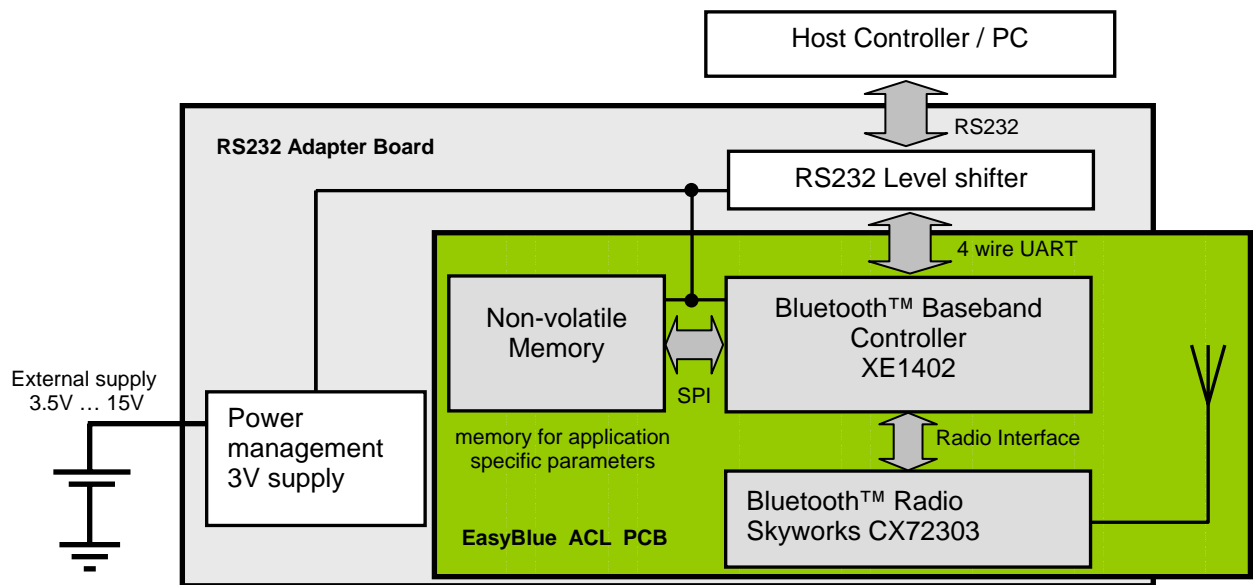 Host Controller / PC
RS232
RS232 Adapter Board
RS232 Level shifter
4 wire UART
Non-volatile
Memory
Bluetooth™ Baseband
Controller
XE1402
SPI
External supply
3.5V … 15V
Power
management
3V supply
memory for application
specific parameters
Radio Interface
Bluetooth™ Radio
Skyworks CX72303
EasyBlue ACL PCB